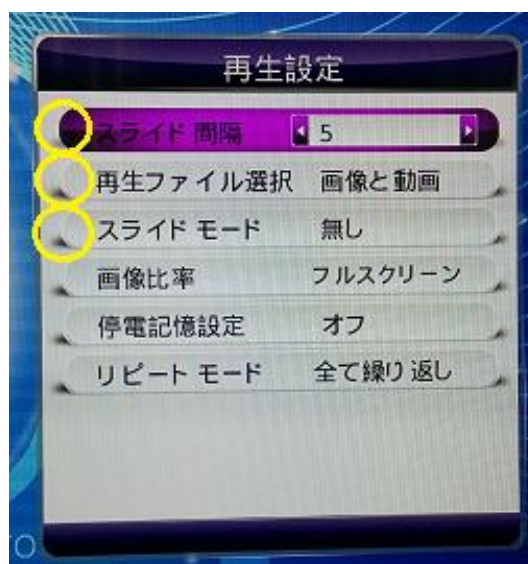 再生設定
スライド 間隔 5
再生ファイル選択 画像と動画
スライド モード 無し
画像比率 フルスクリーン
停電記憶設定 オフ
リピート モード 全て繰り返し
TO